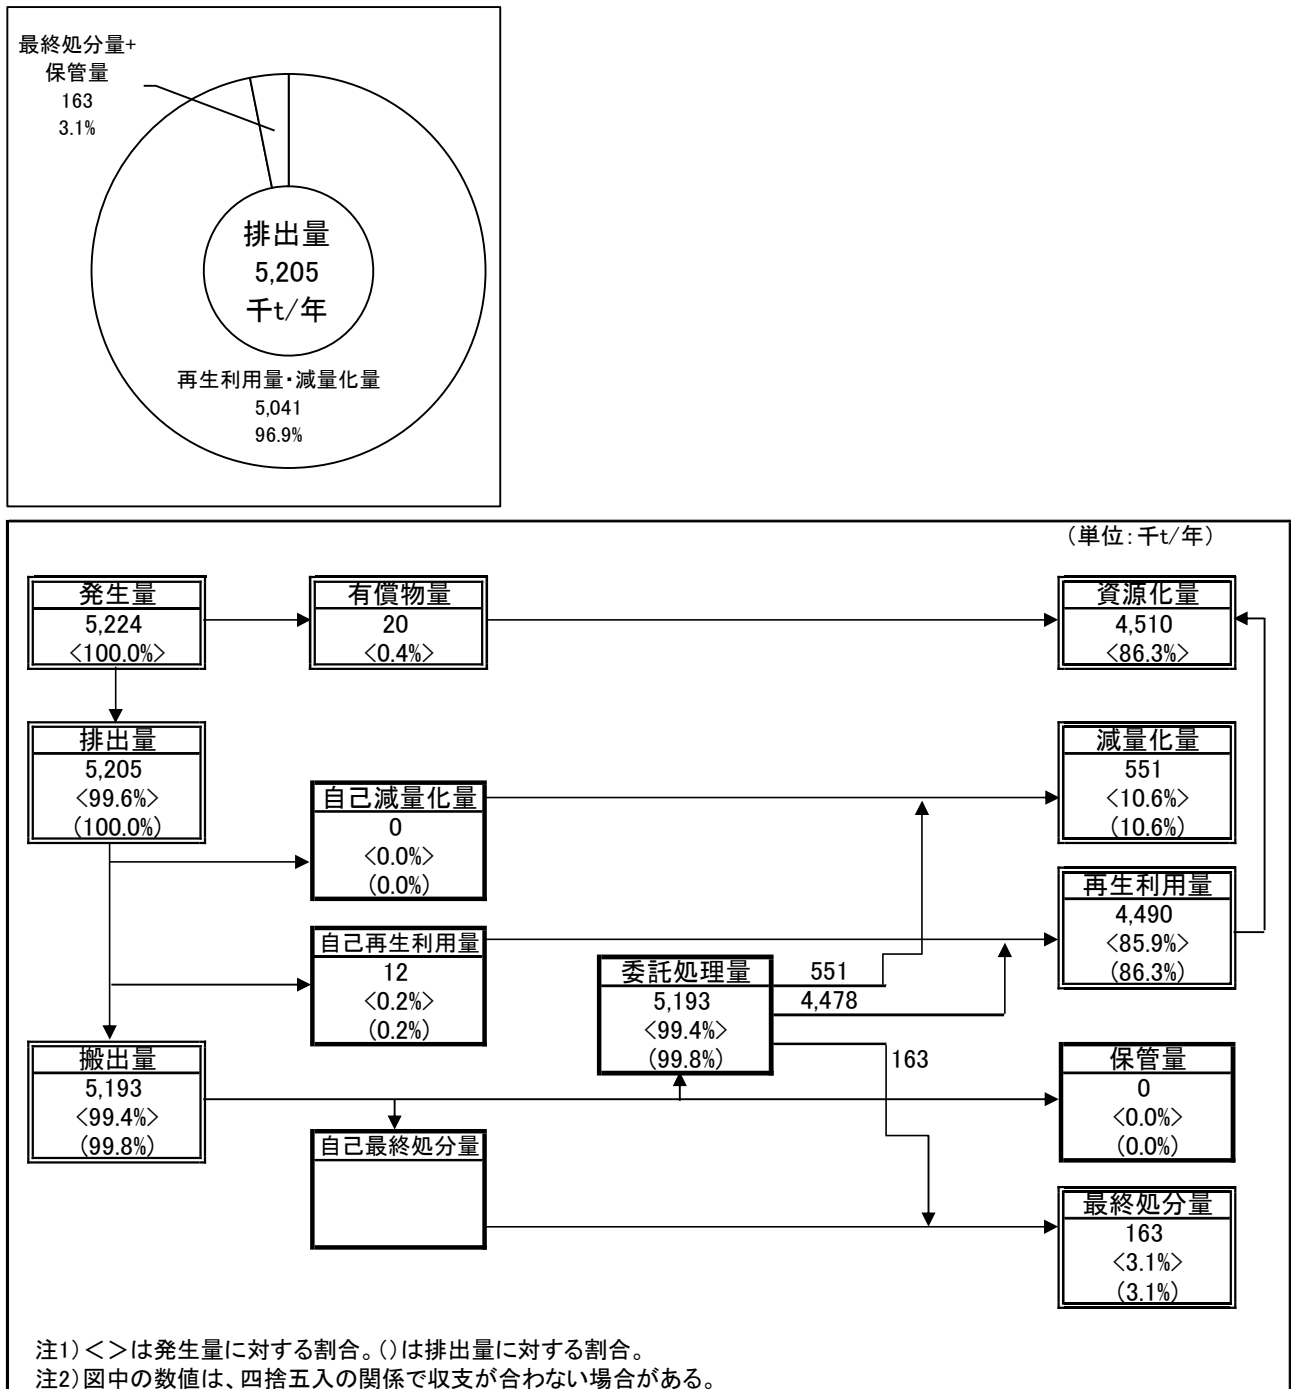 最終処分量+
保管量
163
3.1%
排出量
5,205
千t/年
再生利用量・減量化量
5,041
96.9%
（単位：千t/年）
発生量
5,224
<100.0%>
有償物量
20
<0.4%>
資源化量
4,510
<86.3%>
排出量
5,205
<99.6%>
(100.0%)
減量化量
551
<10.6%>
(10.6%)
自己減量化量
0
<0.0%>
(0.0%)
再生利用量
4,490
<85.9%>
(86.3%)
自己再生利用量
12
<0.2%>
(0.2%)
委託処理量
5,193
<99.4%>
(99.8%)
551
4,478
163
搬出量
5,193
<99.4%>
(99.8%)
保管量
0
<0.0%>
(0.0%)
自己最終処分量
最終処分量
163
<3.1%>
(3.1%)
注1)＜＞は発生量に対する割合。()は排出量に対する割合。
注2)図中の数値は、四捨五入の関係で収支が合わない場合がある。